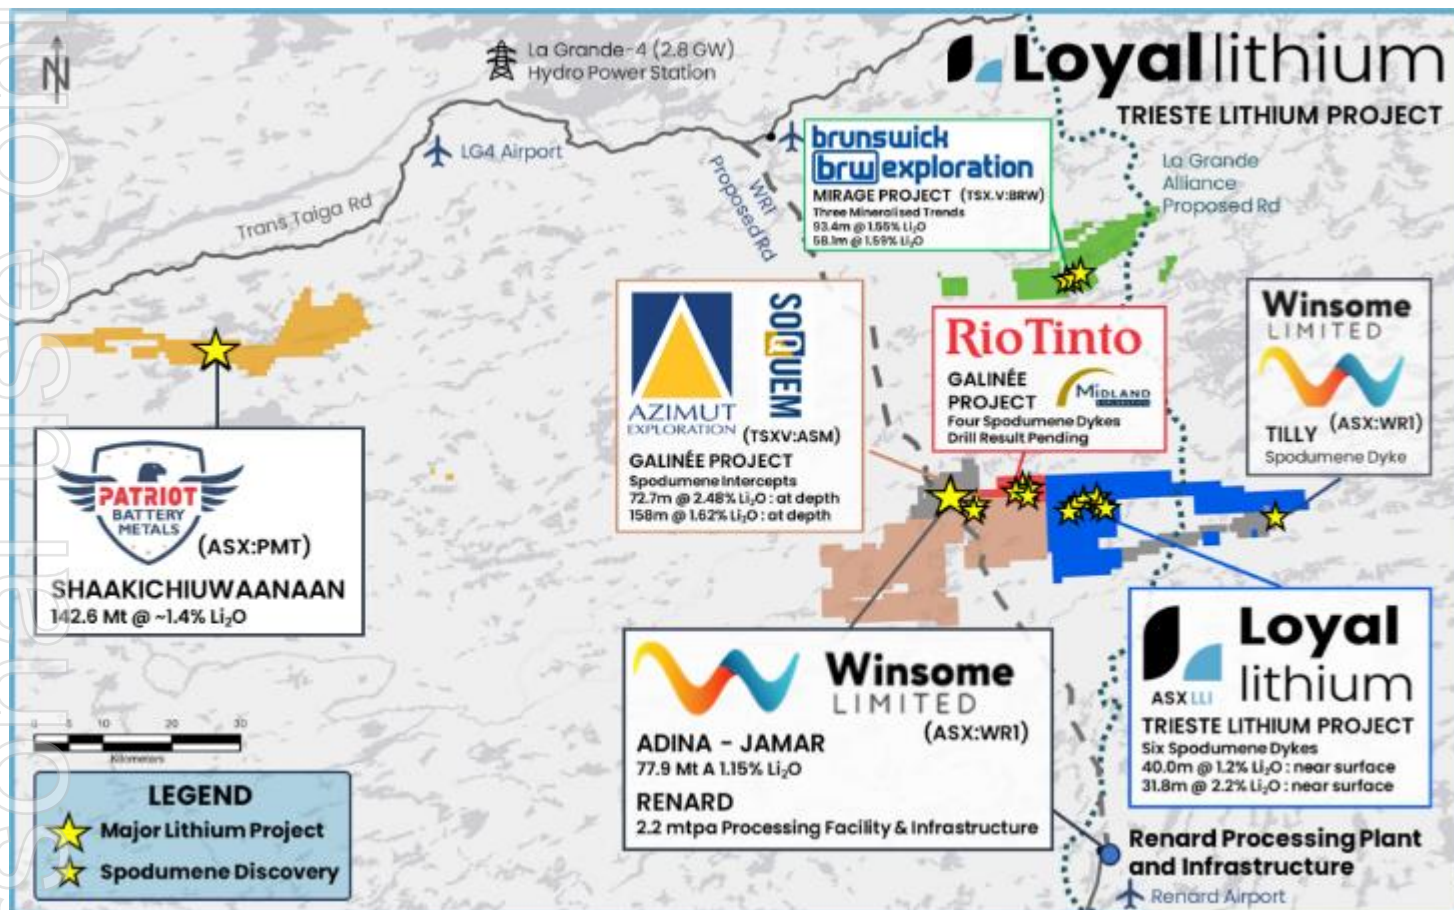 N
La Grande-4 (2.8 GW)
Hydro Power Station
Loyal lithium
TRIESTE LITHIUM PROJECT
LG4 Airport
Trans Taiga Rd
WR1
Proposed Rd
brunswick
brw exploration
MIRAGE PROJECT (TSX.V:BRW)
Three Mineralised Trends
93.4m @ 1.55% Li₂O
58.1m @ 1.59% Li₂O
La Grande
Alliance
Proposed Rd
AZIMUT
EXPLORATION
SOQUEM
(TSXV:ASM)
GALINÉE PROJECT
Spodumene Intercepts
72.7m @ 2.48% Li₂O : at depth
158m @ 1.62% Li₂O : at depth
RioTinto
GALINÉE
PROJECT
MIDLAND
EXPLORATION
Four Spodumene Dykes
Drill Result Pending
Winsome
LIMITED
TILLY (ASX:WR1)
Spodumene Dyke
PATRIOT
BATTERY
METALS
(ASX:PMT)
SHAAKICHIUWAANAAN
142.6 Mt @ ~1.4% Li₂O
Winsome
LIMITED
(ASX:WR1)
ADINA - JAMAR
77.9 Mt A 1.15% Li₂O
RENARD
2.2 mtpa Processing Facility & Infrastructure
Loyal
lithium
ASX LLI
TRIESTE LITHIUM PROJECT
Six Spodumene Dykes
40.0m @ 1.2% Li₂O : near surface
31.8m @ 2.2% Li₂O : near surface
0 5 10 20 30
Kilometers
LEGEND
Major Lithium Project
Spodumene Discovery
Renard Processing Plant
and Infrastructure
Renard Airport